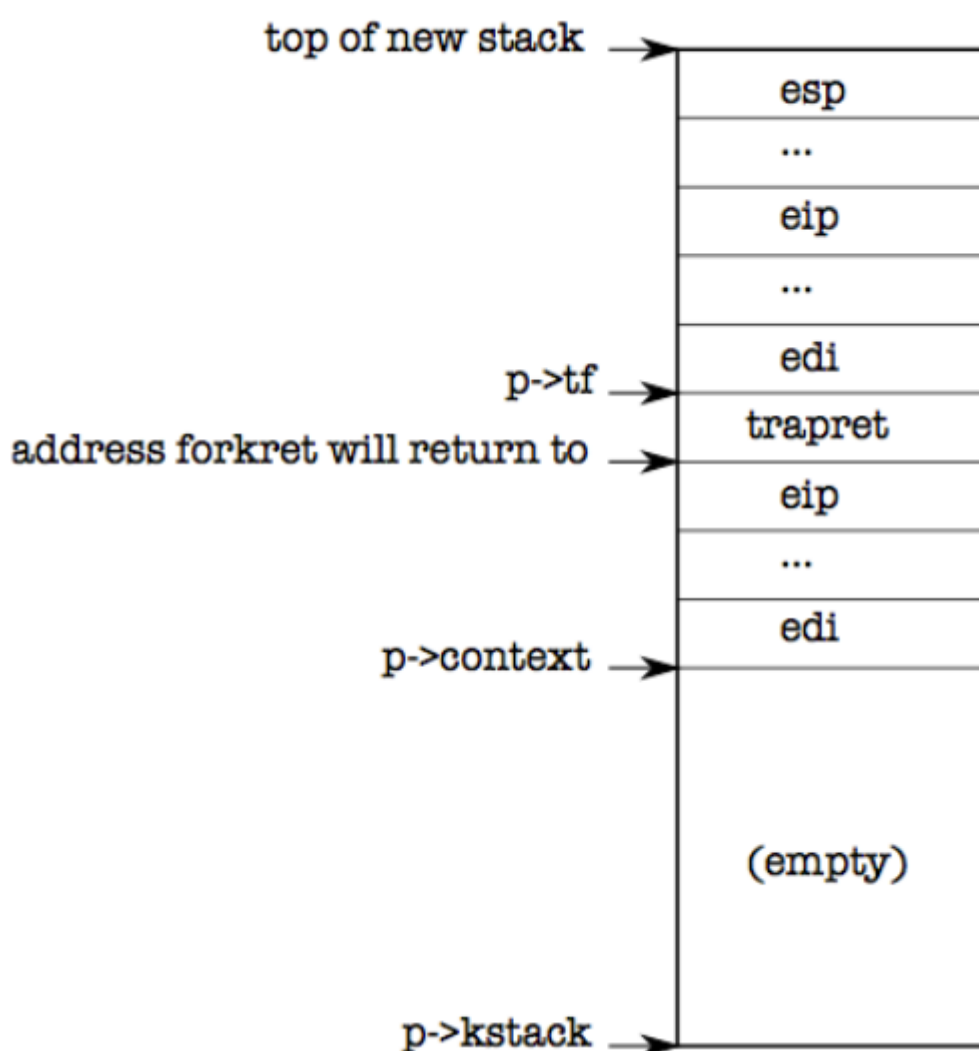 top of new stack
esp
...
eip
...
edi
p->tf
trapret
address forkret will return to
eip
...
edi
p->context
(empty)
p->kstack